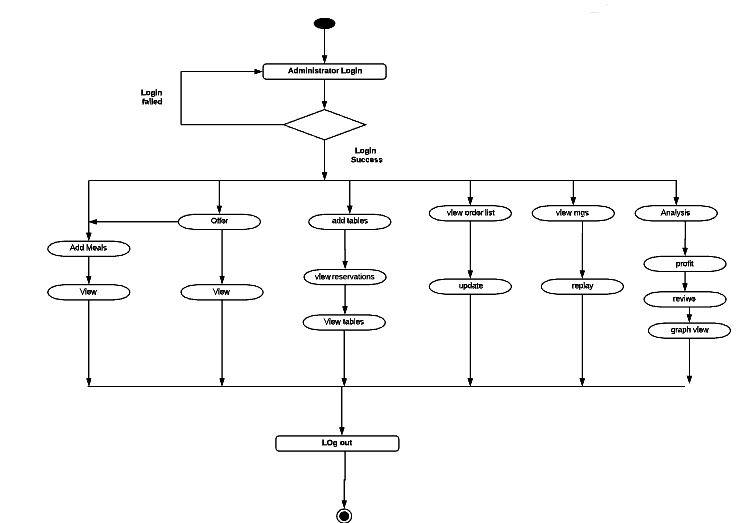 Administrator Login
Login
failed
Login
Success
Offer
add tables
view order list
view mgs
Analysis
Add Meals
profit
view reservations
View
View
update
replay
reviwe
View tables
graph view
LOg out